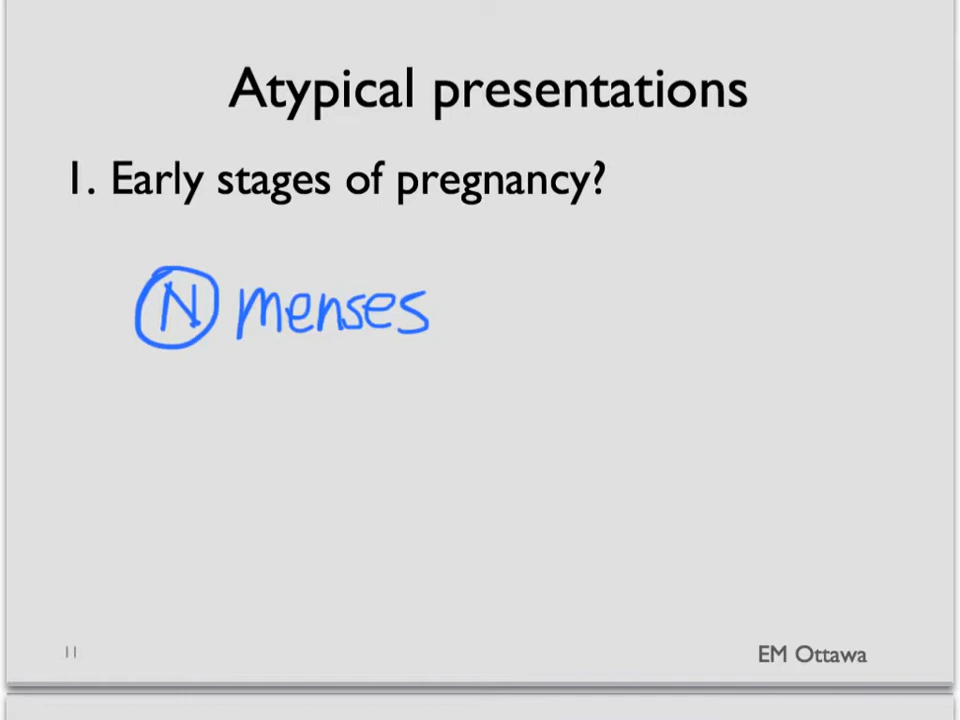 Atypical presentations
1. Early stages of pregnancy?
N menses
11
EM Ottawa